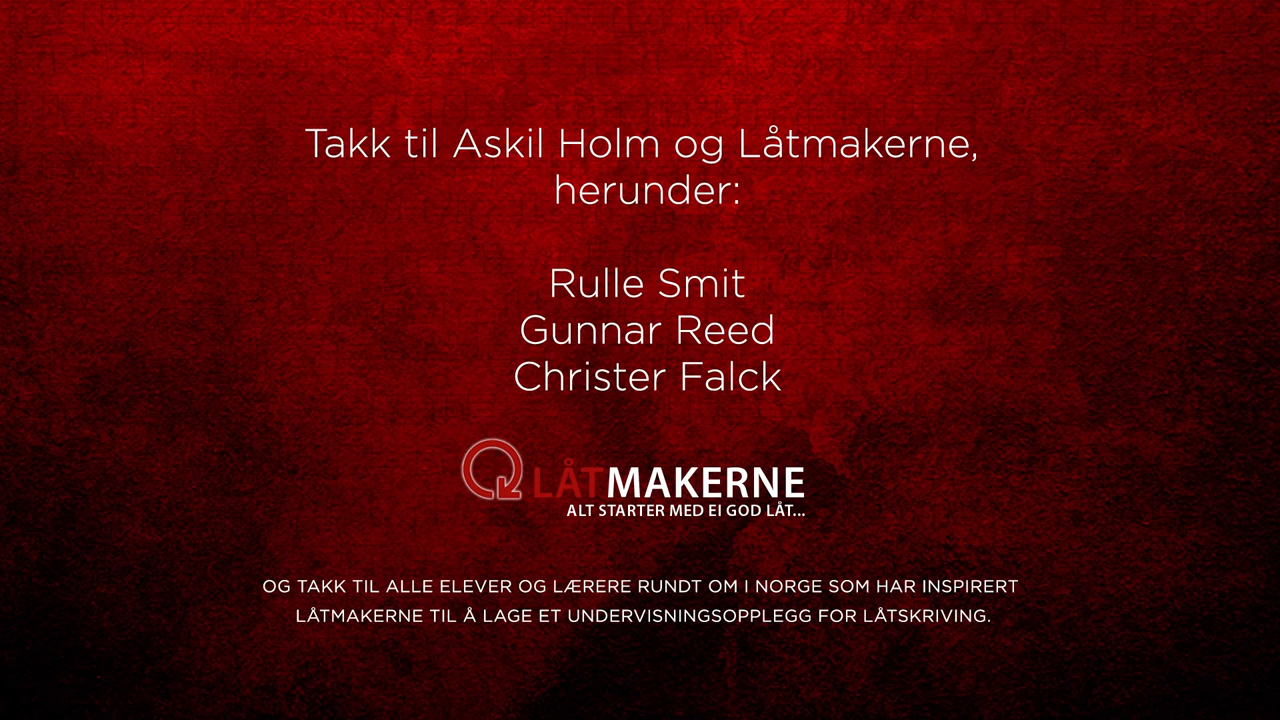 Takk til Askil Holm og Låtmakerne,
herunder:
Rulle Smit
Gunnar Reed
Christer Falck
LÅTMAKERNE
ALT STARTER MED EI GOD LÅT...
OG TAKK TIL ALLE ELEVER OG LÆRERE RUNDT OM I NORGE SOM HAR INSPIRERT
LÅTMAKERNE TIL Å LAGE ET UNDERVISNINGSOPPLEGG FOR LÅTSKRIVING.